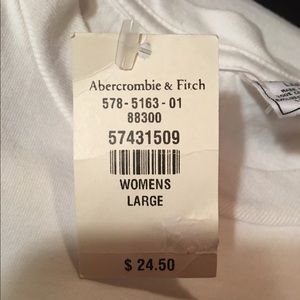 Abercrombie & Fitch
578-5163-01
88300
57431509
WOMENS
LARGE
$ 24.50